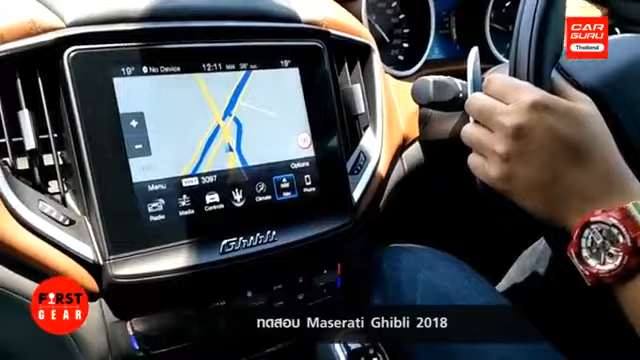 CAR
GURU
Thailand
19°
No Device
12:11
36°
19°
+
-
Menu
3097
Options
Radio
Media
Controls
Climate
Nav
Phone
Ghibli
FIRST
GEAR
ทดสอบ Maserati Ghibli 2018